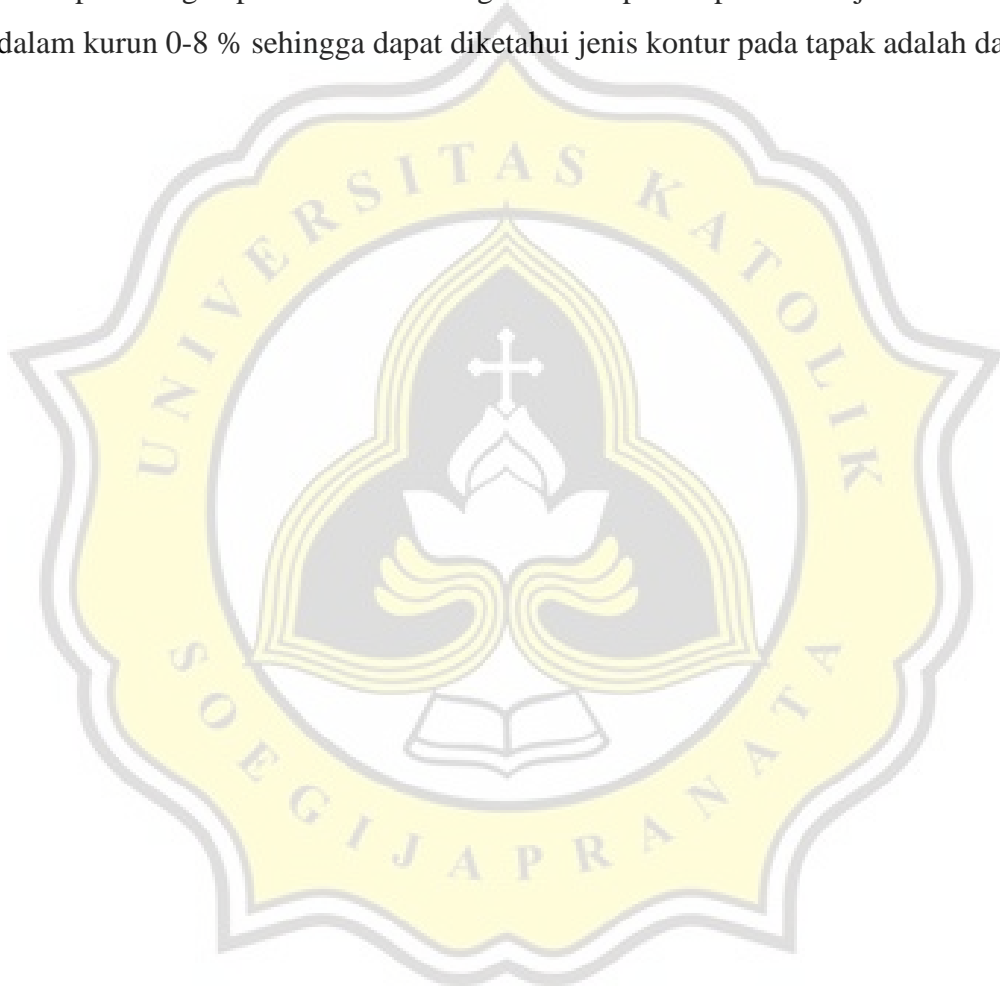 dalam kurun 0-8 % sehingga dapat diketahui jenis kontur pada tapak adalah da
UNIVERSITAS KATOLIK
SOEGIJAPRANATA